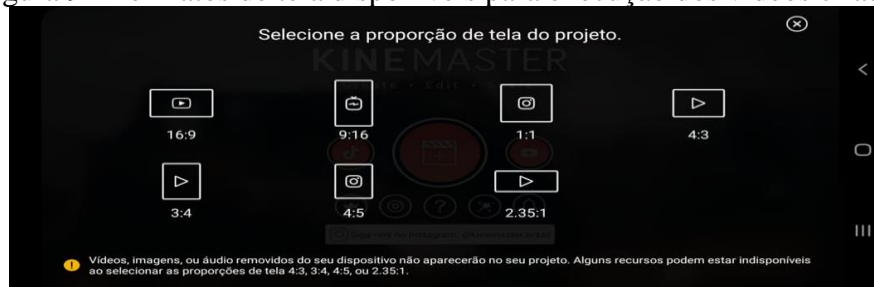 Selecione a proporção de tela do projeto.
KINEMASTER
Create • Edit •
16:9
9:16
1:1
4:3
3:4
4:5
2.35:1
Vídeos, imagens, ou áudio removidos do seu dispositivo não aparecerão no seu projeto. Alguns recursos podem estar indisponíveis
ao selecionar as proporções de tela 4:3, 3:4, 4:5, ou 2.35:1.